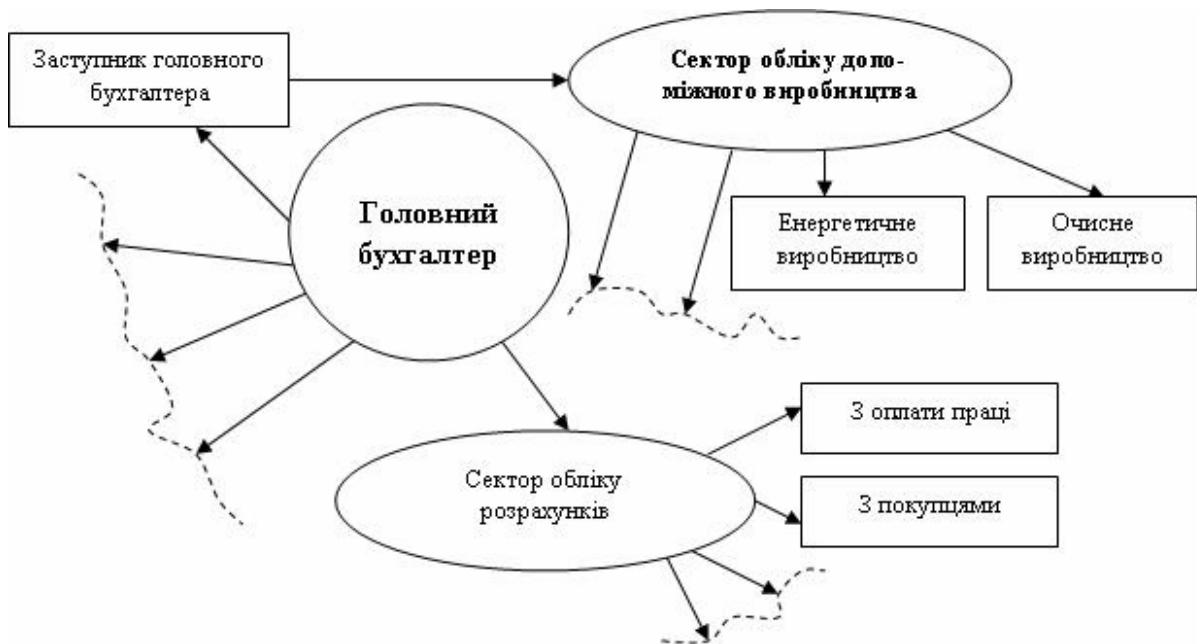 Заступник головного
бухгалтера
Сектор обліку допо-
міжного виробництва
Головний
бухгалтер
Енергетичне
виробництво
Очисне
виробництво
Сектор обліку
розрахунків
З оплати праці
З покупцями